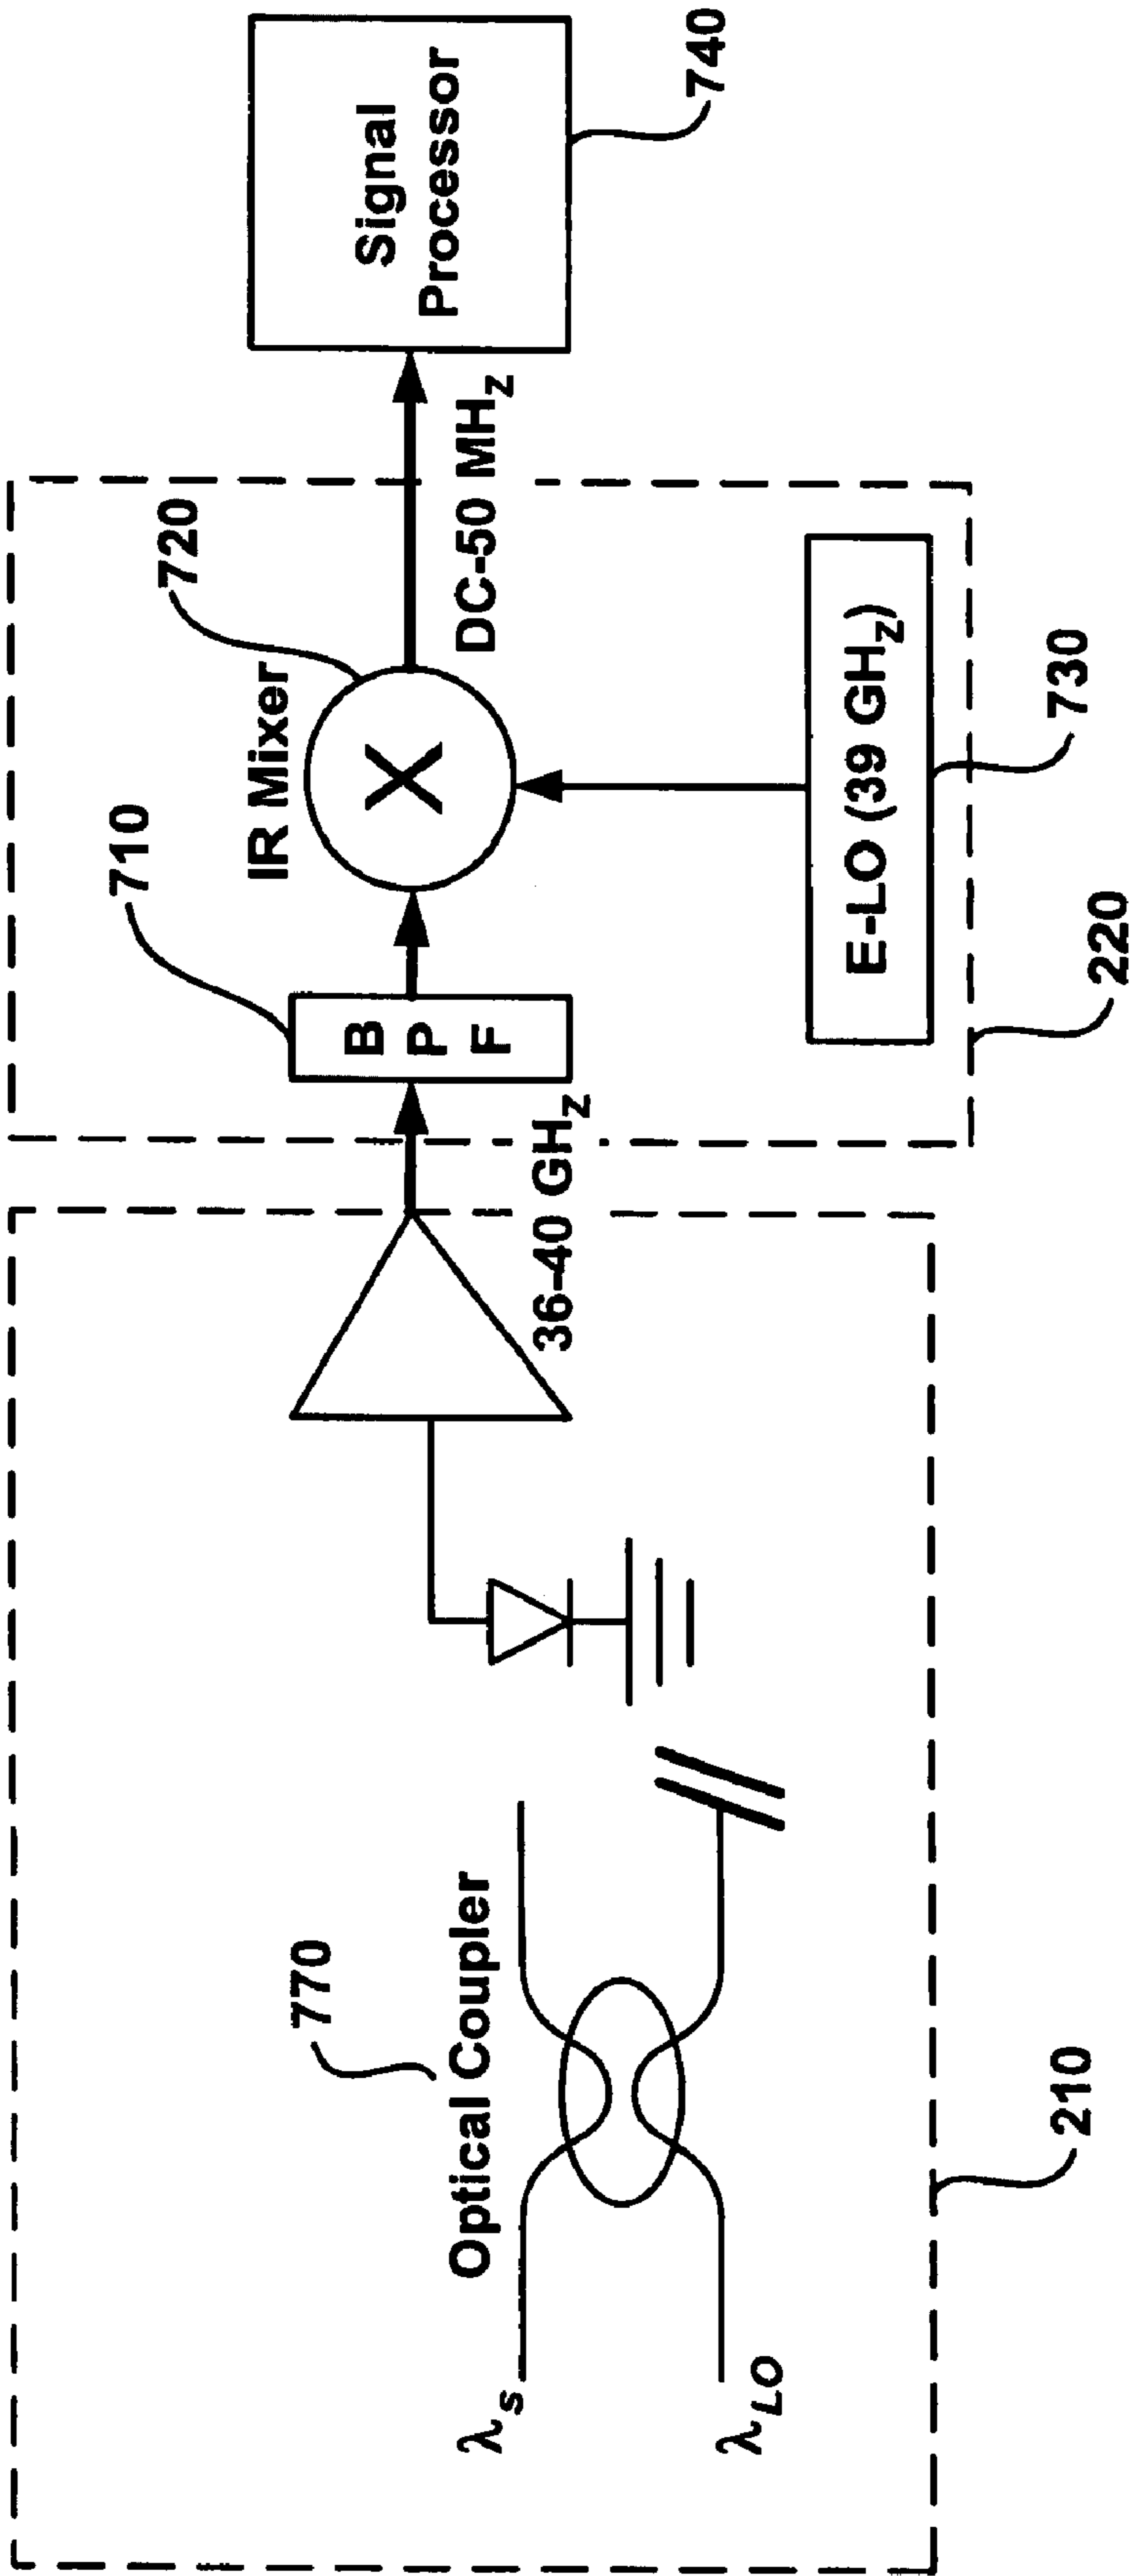 770
Optical Coupler
λs
λLO
210
36-40 GHz
710
B
P
F
IR Mixer
720
DC-50 MHz
E-LO (39 GHz)
730
220
Signal
Processor
740